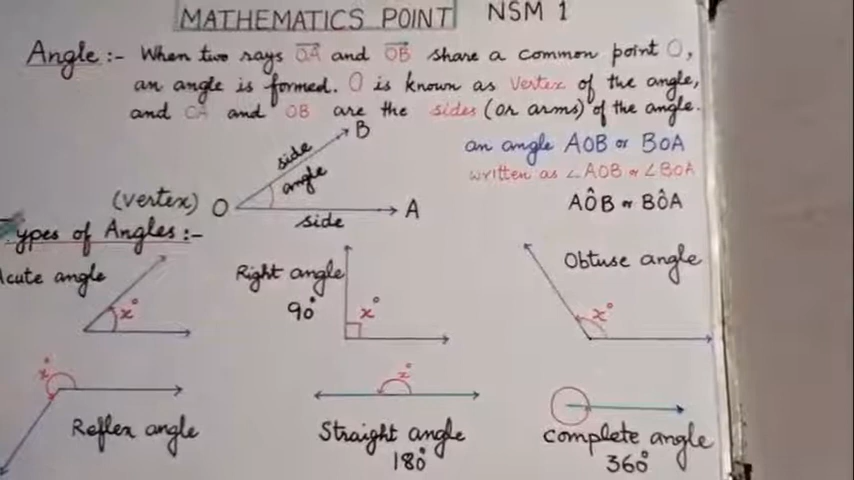 MATHEMATICS POINT NSM 1
Angle :- When two rays OA and OB share a common point O,
an angle is formed. O is known as vertex of the angle,
and OA and OB are the sides (or arms) of the angle.
B
side
angle
(vertex) O
A
side
an angle AOB or BOA
written as ∠AOB or ∠BOA
AÔB or BÔA
Types of Angles :-
Acute angle
x°
Right angle
90°
x°
Obtuse angle
x°
x°
Reflex angle
x°
Straight angle
180°
complete angle
360°